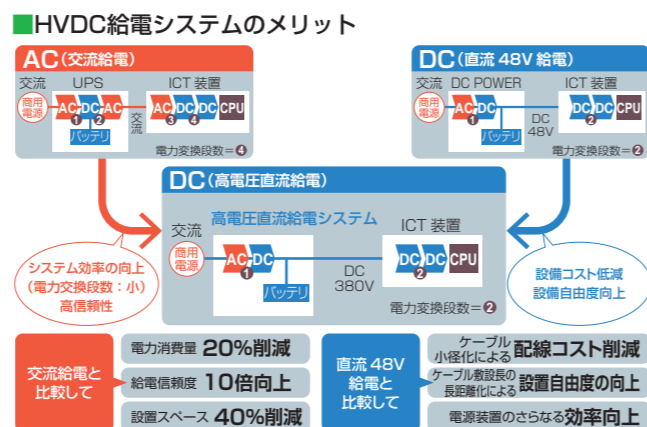 ■HVDC給電システムのメリット
AC(交流給電)
交流 UPS ICT 装置
商用
電源
AC DC AC
❶ ❷
バッテリ
交流
AC DC DC CPU
❸ ❹
電力変換段数=❹
DC(直流 48V 給電)
交流 DC POWER ICT 装置
商用
電源
AC DC
❶
バッテリ
DC
48V
DC DC CPU
❷
電力変換段数=❷
DC(高電圧直流給電)
高電圧直流給電システム
交流 ICT 装置
商用
電源
AC DC
❶
バッテリ
DC
380V
DC DC CPU
❷
電力変換段数=❷
システム効率の向上
(電力交換段数:小)
高信頼性
設備コスト低減
設備自由度向上
交流給電と
比較して
電力消費量 20%削減
給電信頼度 10倍向上
設置スペース 40%削減
直流 48V
給電と
比較して
ケーブル
小径化による 配線コスト削減
ケーブル敷設長の
長距離化による 設置自由度の向上
電源装置のさらなる効率向上